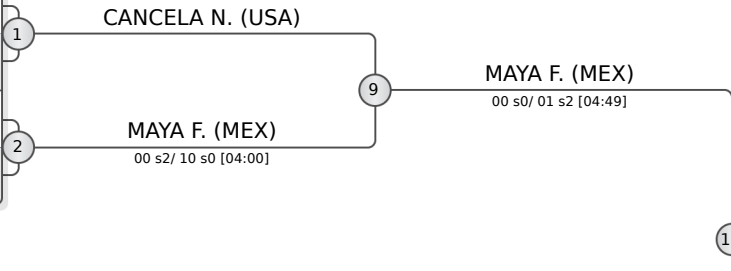 CANCELA N. (USA)
1
MAYA F. (MEX)
9
00 s0/ 01 s2 [04:49]
MAYA F. (MEX)
2
00 s2/ 10 s0 [04:00]